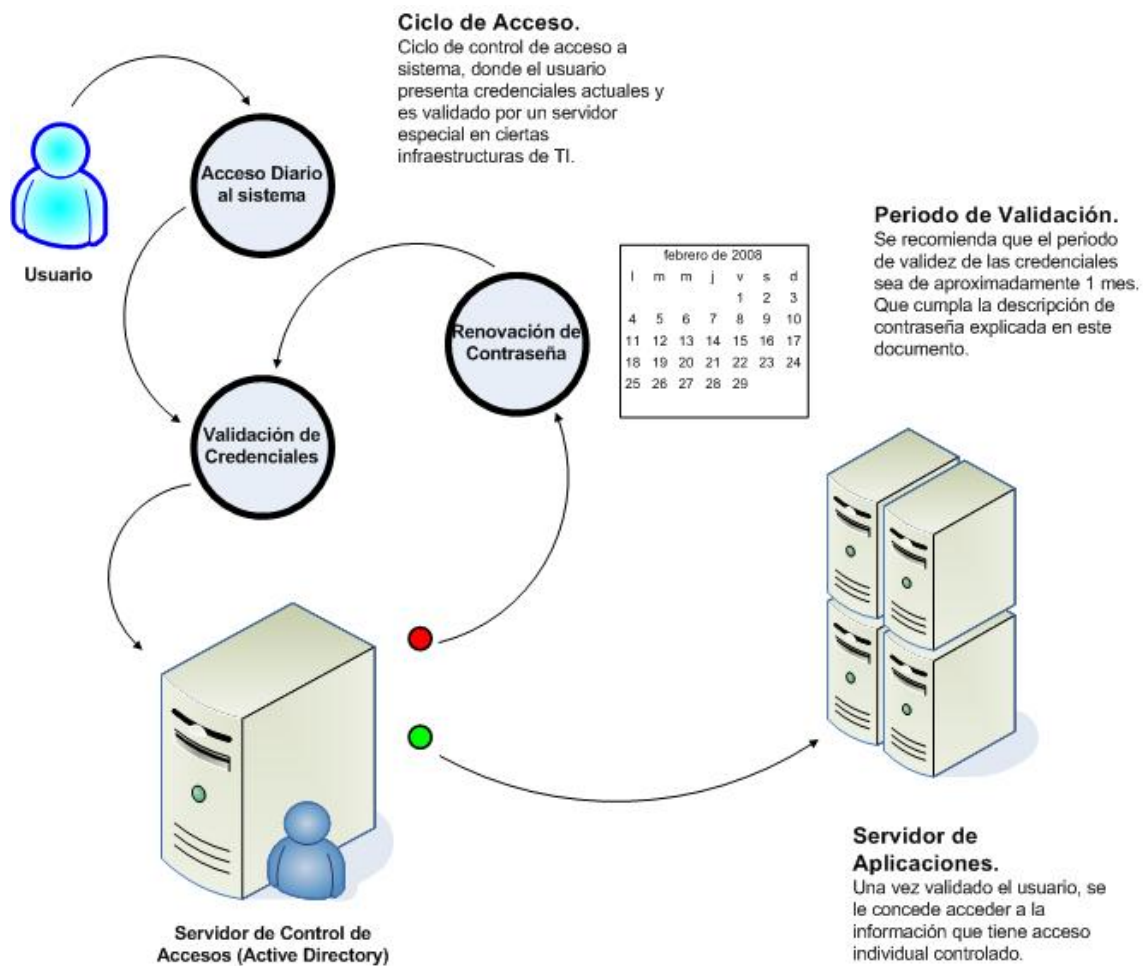 Ciclo de Acceso.
Ciclo de control de acceso a
sistema, donde el usuario
presenta credenciales actuales y
es validado por un servidor
especial en ciertas
infraestructuras de TI.
Acceso Diario
al sistema
Usuario
Periodo de Validación.
Se recomienda que el periodo
de validez de las credenciales
sea de aproximadamente 1 mes.
Que cumpla la descripción de
contraseña explicada en este
documento.
febrero de 2008
l m m j v s d
1 2 3
4 5 6 7 8 9 10
11 12 13 14 15 16 17
18 19 20 21 22 23 24
25 26 27 28 29
Renovación de
Contraseña
Validación de
Credenciales
Servidor de Control de
Accesos (Active Directory)
Servidor de
Aplicaciones.
Una vez validado el usuario, se
le concede acceder a la
información que tiene acceso
individual controlado.